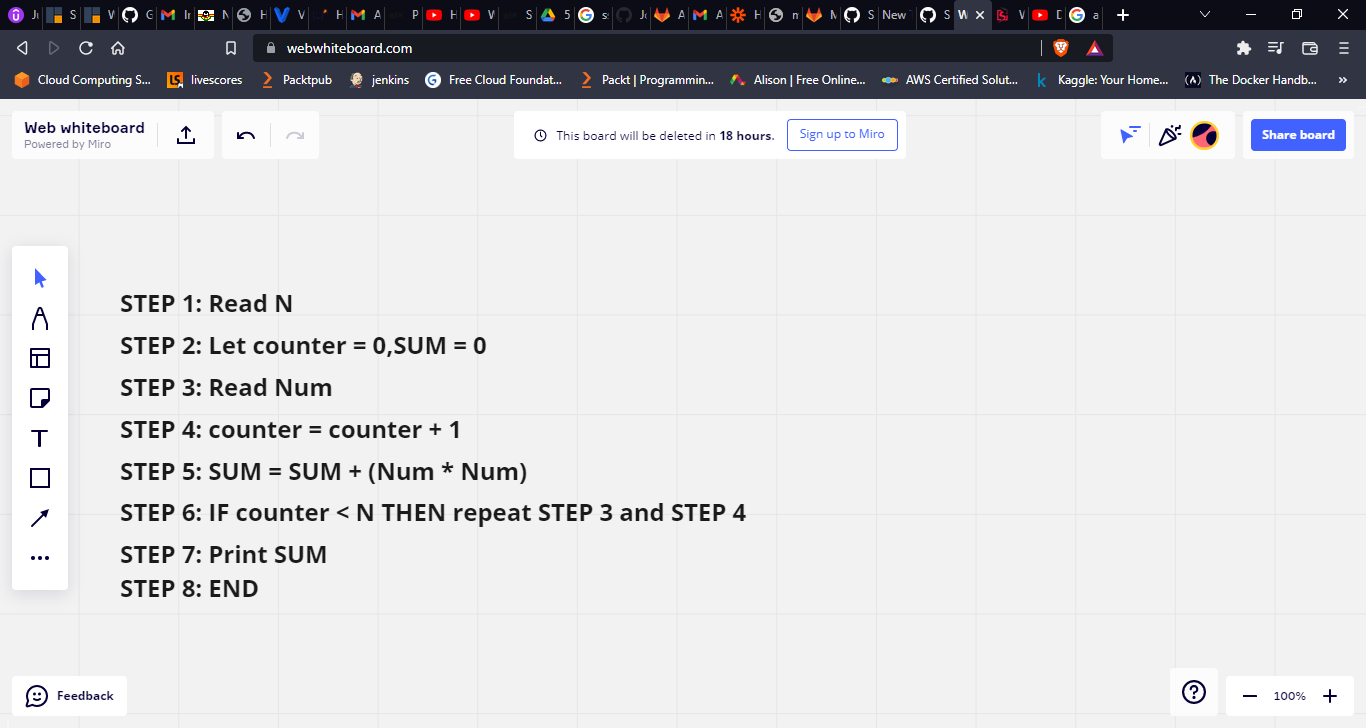 webwhiteboard.com
Cloud Computing S... livescores Packtpub jenkins Free Cloud Foundat... Packt | Programmin... Alison | Free Online... AWS Certified Solut... Kaggle: Your Home... The Docker Handb... »
Web whiteboard
Powered by Miro
This board will be deleted in 18 hours.
Sign up to Miro
Share board
STEP 1: Read N
STEP 2: Let counter = 0,SUM = 0
STEP 3: Read Num
STEP 4: counter = counter + 1
STEP 5: SUM = SUM + (Num * Num)
STEP 6: IF counter < N THEN repeat STEP 3 and STEP 4
STEP 7: Print SUM
STEP 8: END
Feedback
100%